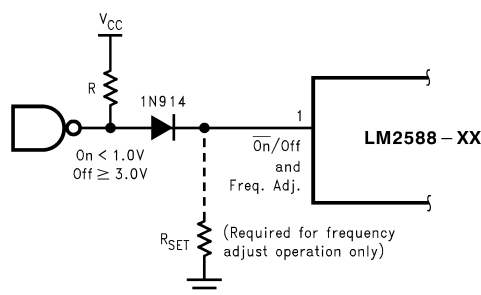 V_CC
R
1N914
1
On < 1.0V
Off ≥ 3.0V
O̅n̅/Off
and
Freq. Adj.
LM2588–XX
R_SET
(Required for frequency
adjust operation only)